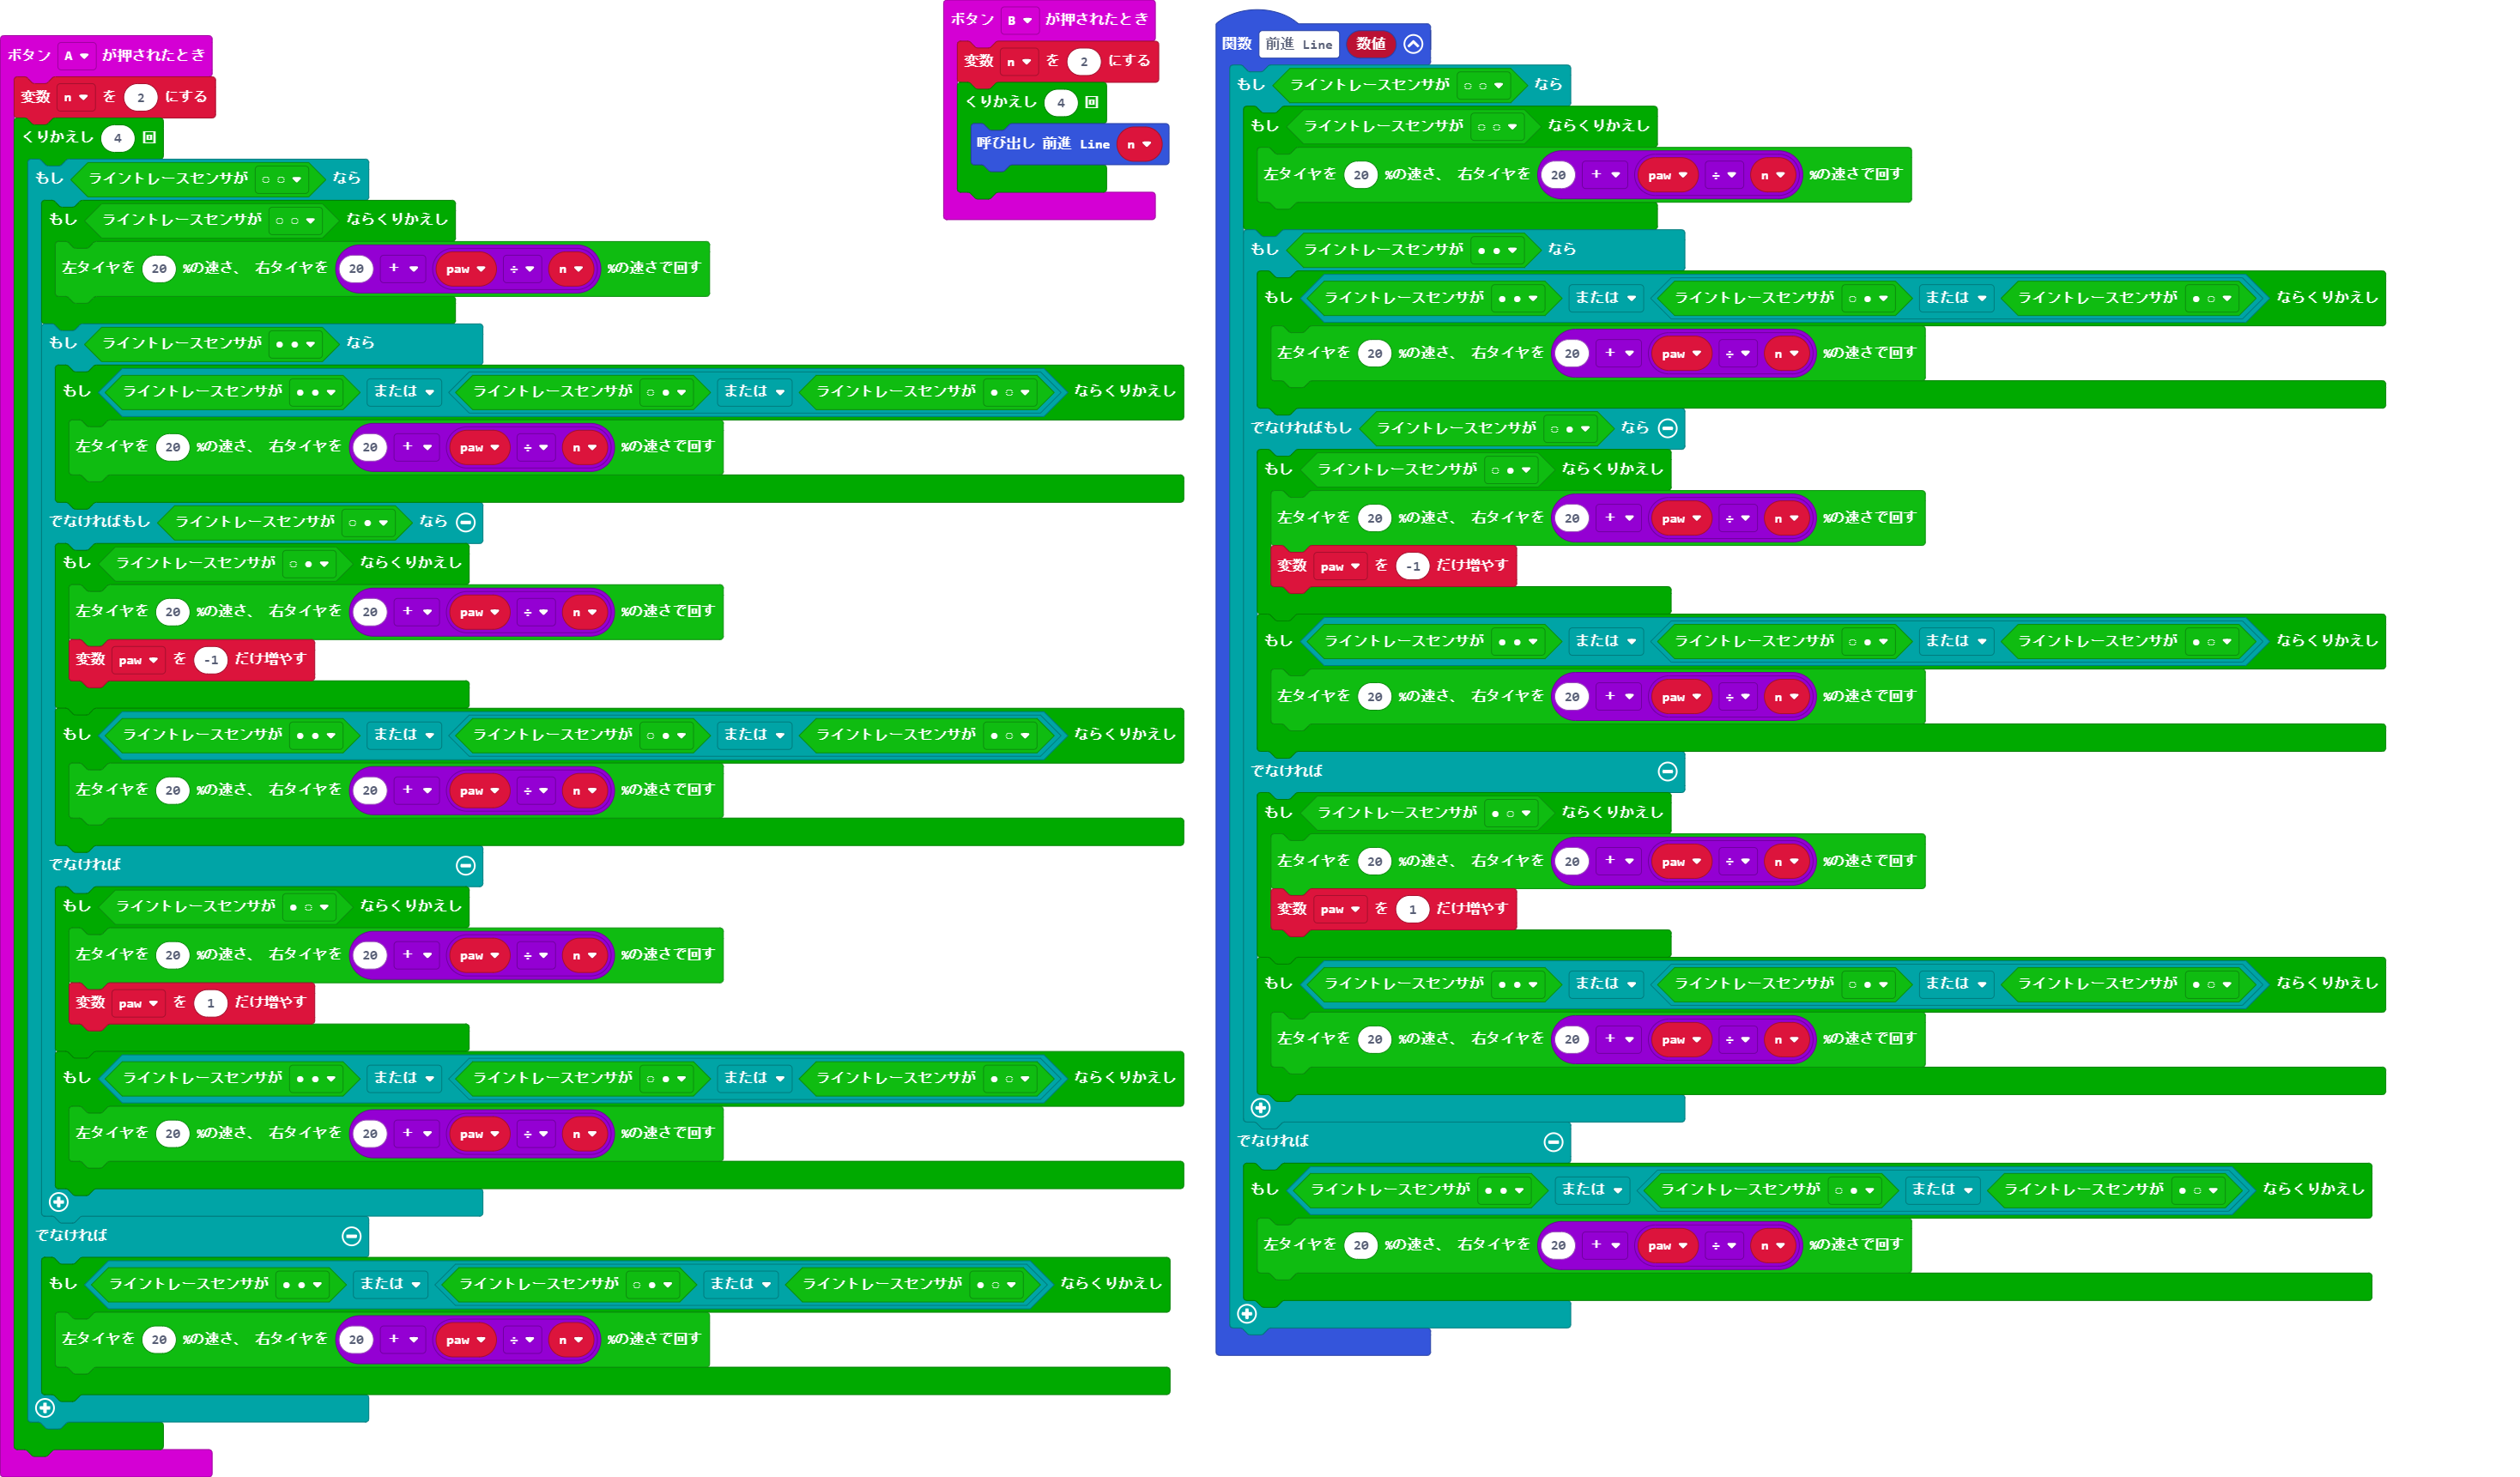 ボタン A が押されたとき
変数 n を 2 にする
くりかえし 4 回
もし ライントレースセンサが ○ ○ なら
もし ライントレースセンサが ○ ○ ならくりかえし
左タイヤを 20 %の速さ、 右タイヤを 20 + paw ÷ n %の速さで回す
もし ライントレースセンサが ● ● なら
もし ライントレースセンサが ● ● または ライントレースセンサが ○ ● または ライントレースセンサが ● ○ ならくりかえし
左タイヤを 20 %の速さ、 右タイヤを 20 + paw ÷ n %の速さで回す
でなければもし ライントレースセンサが ○ ● なら
もし ライントレースセンサが ○ ● ならくりかえし
左タイヤを 20 %の速さ、 右タイヤを 20 + paw ÷ n %の速さで回す
変数 paw を -1 だけ増やす
もし ライントレースセンサが ● ● または ライントレースセンサが ○ ● または ライントレースセンサが ● ○ ならくりかえし
左タイヤを 20 %の速さ、 右タイヤを 20 + paw ÷ n %の速さで回す
でなければ
もし ライントレースセンサが ● ○ ならくりかえし
左タイヤを 20 %の速さ、 右タイヤを 20 + paw ÷ n %の速さで回す
変数 paw を 1 だけ増やす
もし ライントレースセンサが ● ● または ライントレースセンサが ○ ● または ライントレースセンサが ● ○ ならくりかえし
左タイヤを 20 %の速さ、 右タイヤを 20 + paw ÷ n %の速さで回す
でなければ
もし ライントレースセンサが ● ● または ライントレースセンサが ○ ● または ライントレースセンサが ● ○ ならくりかえし
左タイヤを 20 %の速さ、 右タイヤを 20 + paw ÷ n %の速さで回す
ボタン B が押されたとき
変数 n を 2 にする
くりかえし 4 回
呼び出し 前進 Line n
関数 前進 Line 数値
もし ライントレースセンサが ○ ○ なら
もし ライントレースセンサが ○ ○ ならくりかえし
左タイヤを 20 %の速さ、 右タイヤを 20 + paw ÷ n %の速さで回す
もし ライントレースセンサが ● ● なら
もし ライントレースセンサが ● ● または ライントレースセンサが ○ ● または ライントレースセンサが ● ○ ならくりかえし
左タイヤを 20 %の速さ、 右タイヤを 20 + paw ÷ n %の速さで回す
でなければもし ライントレースセンサが ○ ● なら
もし ライントレースセンサが ○ ● ならくりかえし
左タイヤを 20 %の速さ、 右タイヤを 20 + paw ÷ n %の速さで回す
変数 paw を -1 だけ増やす
もし ライントレースセンサが ● ● または ライントレースセンサが ○ ● または ライントレースセンサが ● ○ ならくりかえし
左タイヤを 20 %の速さ、 右タイヤを 20 + paw ÷ n %の速さで回す
でなければ
もし ライントレースセンサが ● ○ ならくりかえし
左タイヤを 20 %の速さ、 右タイヤを 20 + paw ÷ n %の速さで回す
変数 paw を 1 だけ増やす
もし ライントレースセンサが ● ● または ライントレースセンサが ○ ● または ライントレースセンサが ● ○ ならくりかえし
左タイヤを 20 %の速さ、 右タイヤを 20 + paw ÷ n %の速さで回す
でなければ
もし ライントレースセンサが ● ● または ライントレースセンサが ○ ● または ライントレースセンサが ● ○ ならくりかえし
左タイヤを 20 %の速さ、 右タイヤを 20 + paw ÷ n %の速さで回す